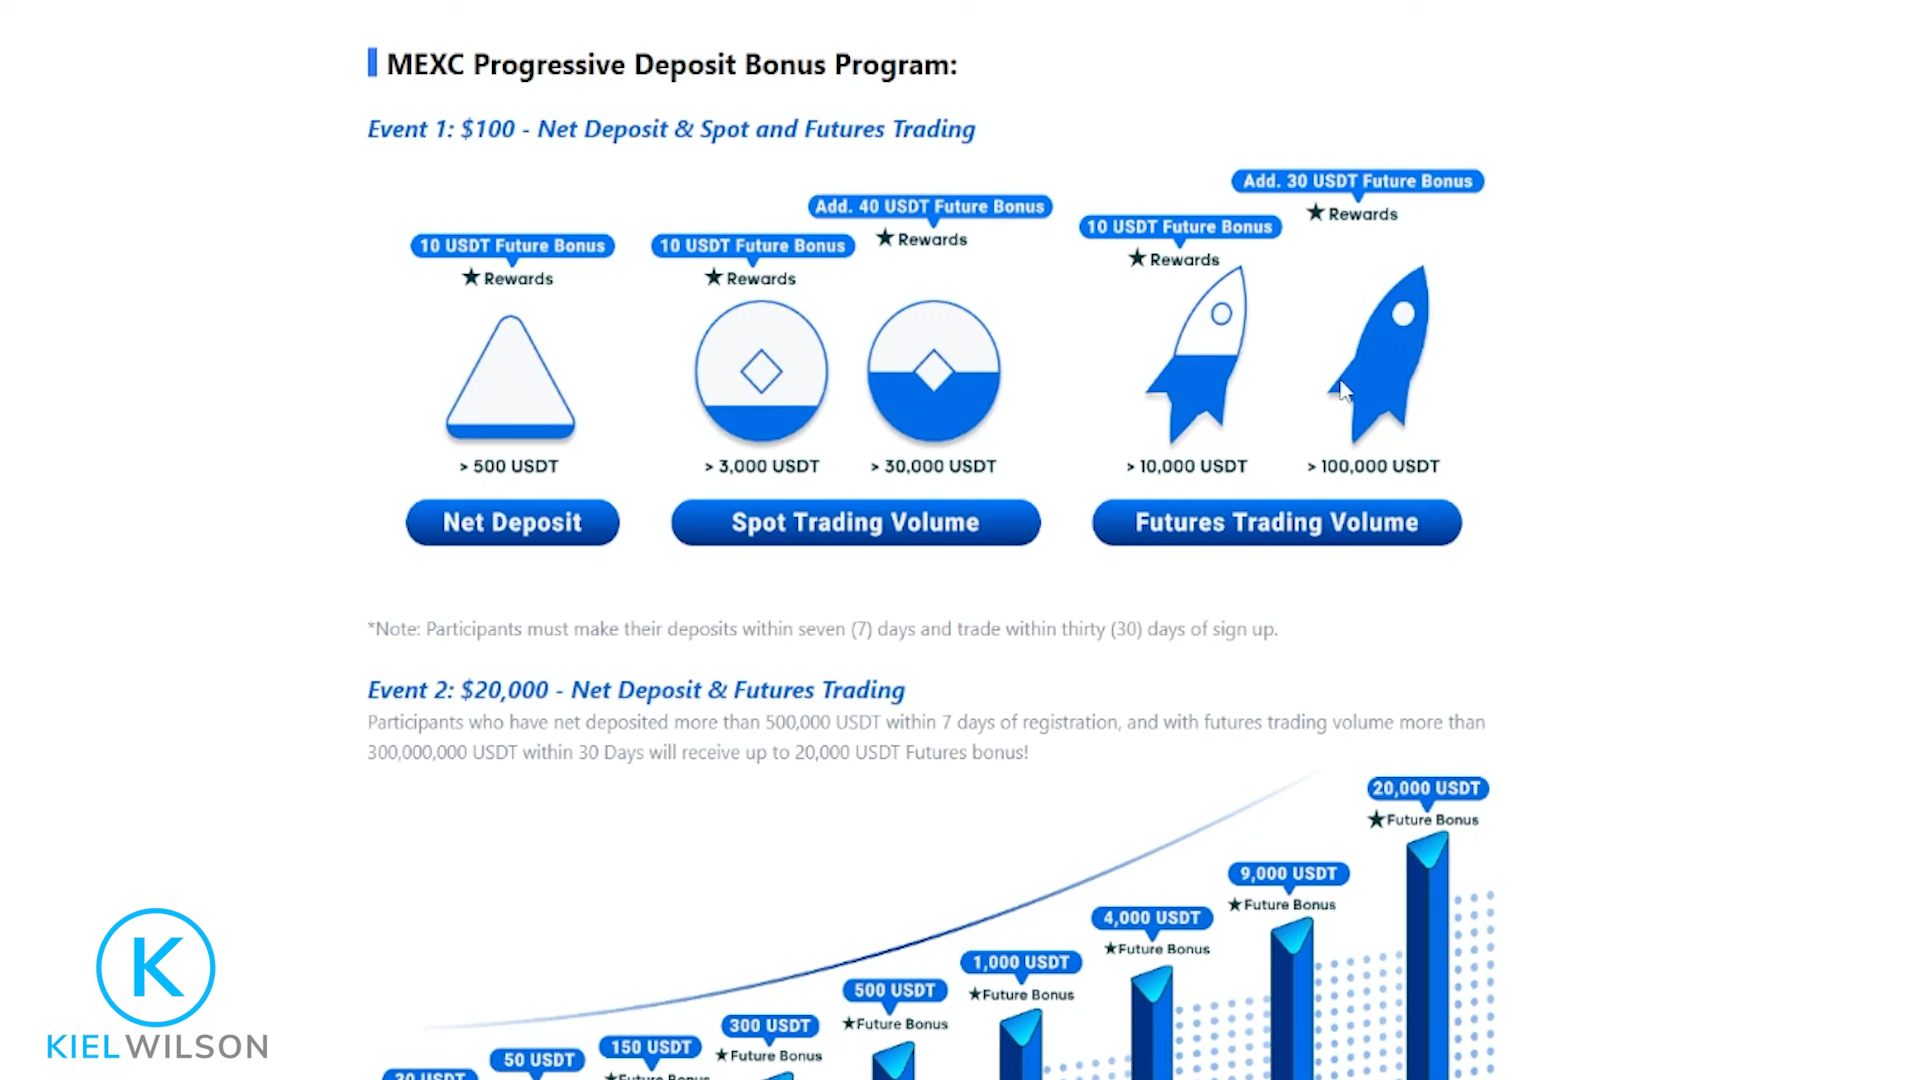 MEXC Progressive Deposit Bonus Program:
Event 1: $100 - Net Deposit & Spot and Futures Trading
10 USDT Future Bonus
★ Rewards
10 USDT Future Bonus
★ Rewards
Add. 40 USDT Future Bonus
★ Rewards
10 USDT Future Bonus
★ Rewards
Add. 30 USDT Future Bonus
★ Rewards
> 500 USDT
> 3,000 USDT
> 30,000 USDT
> 10,000 USDT
> 100,000 USDT
Net Deposit
Spot Trading Volume
Futures Trading Volume
*Note: Participants must make their deposits within seven (7) days and trade within thirty (30) days of sign up.
Event 2: $20,000 - Net Deposit & Futures Trading
Participants who have net deposited more than 500,000 USDT within 7 days of registration, and with futures trading volume more than
300,000,000 USDT within 30 Days will receive up to 20,000 USDT Futures bonus!
30 USDT
50 USDT
150 USDT
★Future Bonus
300 USDT
★Future Bonus
500 USDT
★Future Bonus
1,000 USDT
★Future Bonus
4,000 USDT
★Future Bonus
9,000 USDT
★Future Bonus
20,000 USDT
★Future Bonus
K
KIELWILSON